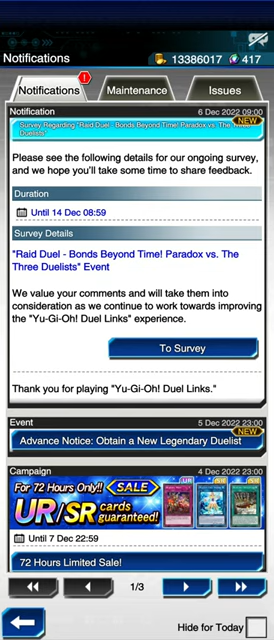 Notifications
13386017
417
Notifications
!
Maintenance
Issues
Notification
6 Dec 2022 09:00
NEW
Survey Regarding "Raid Duel - Bonds Beyond Time! Paradox vs. The Three
Duelists"
Please see the following details for our ongoing survey,
and we hope you'll take some time to share feedback.
Duration
Until 14 Dec 08:59
Survey Details
"Raid Duel - Bonds Beyond Time! Paradox vs. The
Three Duelists" Event
We value your comments and will take them into
consideration as we continue to work towards improving
the "Yu-Gi-Oh! Duel Links" experience.
To Survey
Thank you for playing "Yu-Gi-Oh! Duel Links."
Event
5 Dec 2022 23:00
NEW
Advance Notice: Obtain a New Legendary Duelist
Campaign
4 Dec 2022 23:00
For 72 Hours Only!!
SALE
UR/SR cards
guaranteed!
UR
SR
SR
Until 7 Dec 22:59
72 Hours Limited Sale!
1/3
Hide for Today